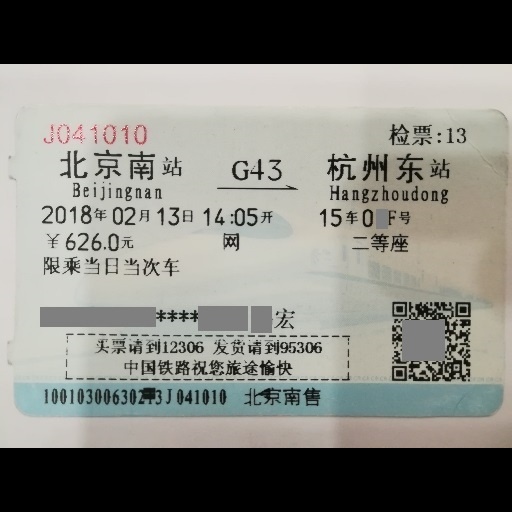 J041010 检票:13
北京南站 G43 杭州东站
Beijingnan Hangzhoudong
2018年02月13日14:05开 15车0 F号
￥626.0元 网 二等座
限乘当日当次车
**** 宏
买票请到12306 发货请到95306
中国铁路祝您旅途愉快
10010300630213J041010 北京南售